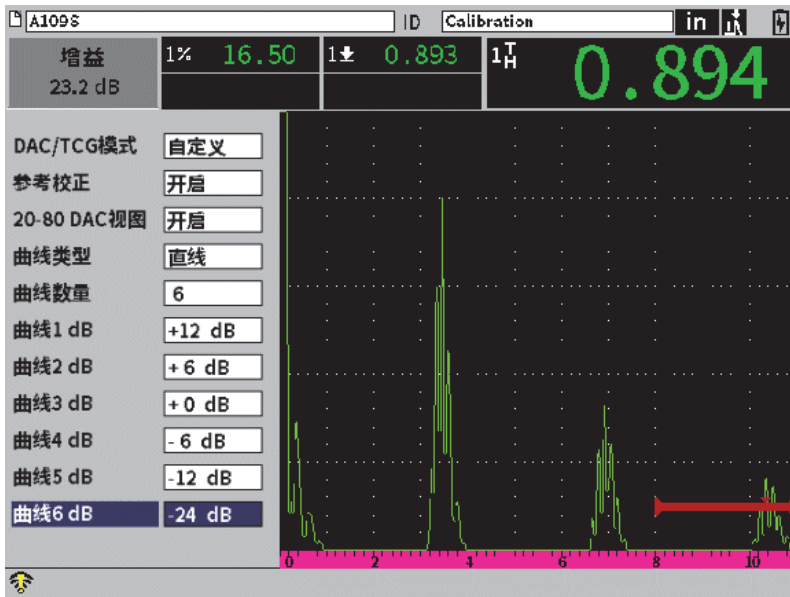 A109S ID Calibration in
增益 1% 16.50 1 0.893 1 T H 0.894
23.2 dB
DAC/TCG模式 自定义
参考校正 开启
20-80 DAC视图 开启
曲线类型 直线
曲线数量 6
曲线1 dB +12 dB
曲线2 dB + 6 dB
曲线3 dB + 0 dB
曲线4 dB - 6 dB
曲线5 dB -12 dB
曲线6 dB -24 dB
0 2 4 6 8 10